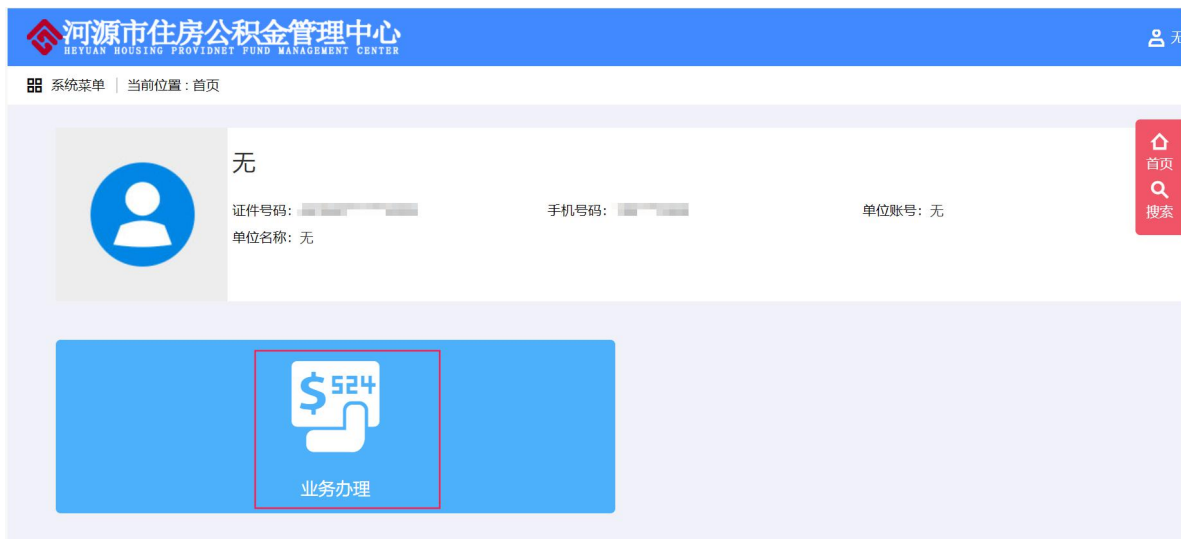 河源市住房公积金管理中心
HEYUAN HOUSING PROVIDNET FUND MANAGEMENT CENTER
无
系统菜单 | 当前位置 : 首页
首页
搜索
无
证件号码: 手机号码: 单位账号: 无
单位名称: 无
$ 524
业务办理